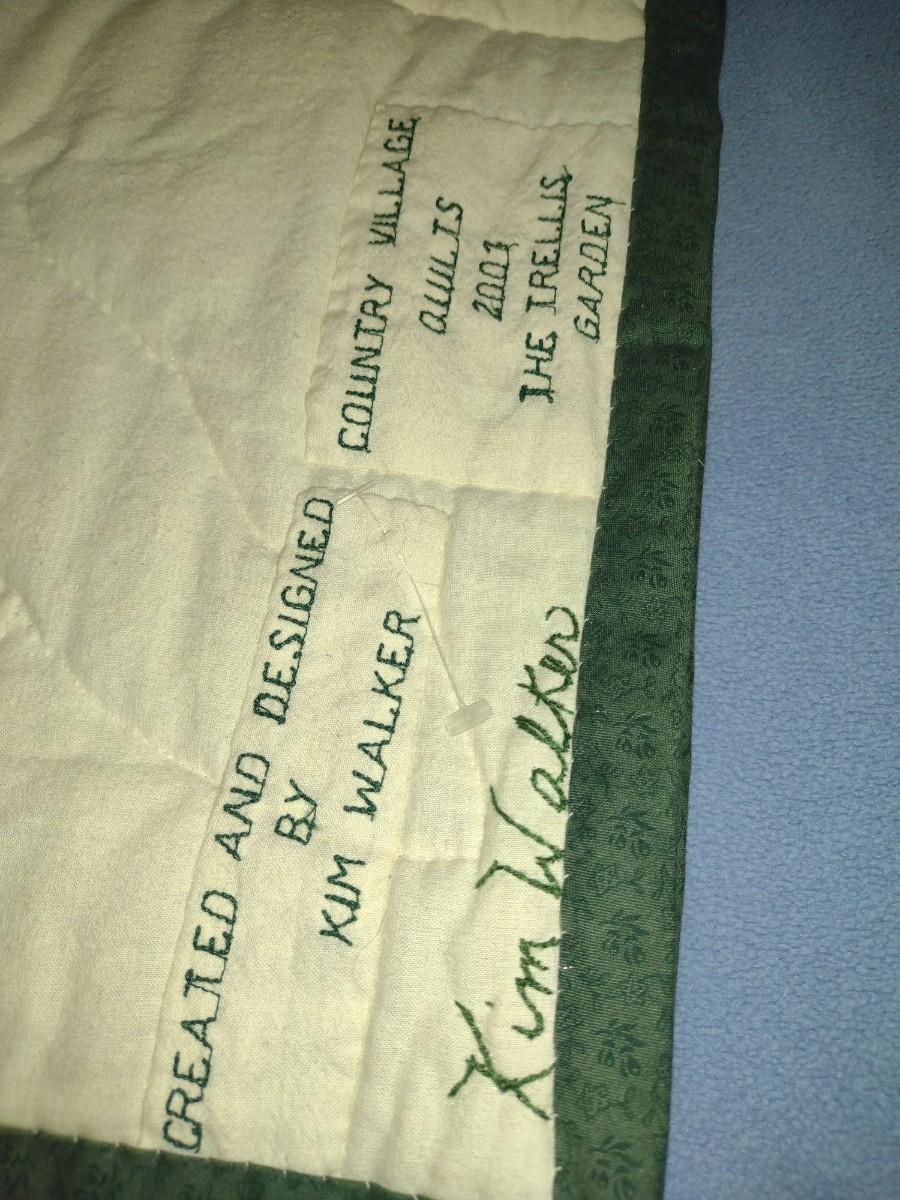 CREATED AND DESIGNED
BY
KIM WALKER
Kim Walker
COUNTRY VILLAGE
QUILTS
2001
THE TRELLIS
GARDEN